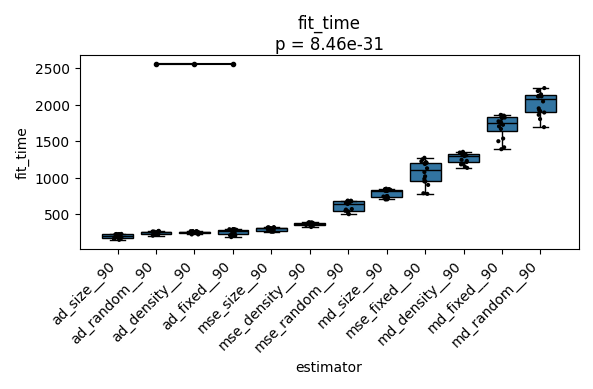 fit_time
p = 8.46e-31
fit_time
2500
2000
1500
1000
500
ad_size__90
ad_random__90
ad_density__90
ad_fixed__90
mse_size__90
mse_density__90
mse_random__90
md_size__90
mse_fixed__90
md_density__90
md_fixed__90
md_random__90
estimator